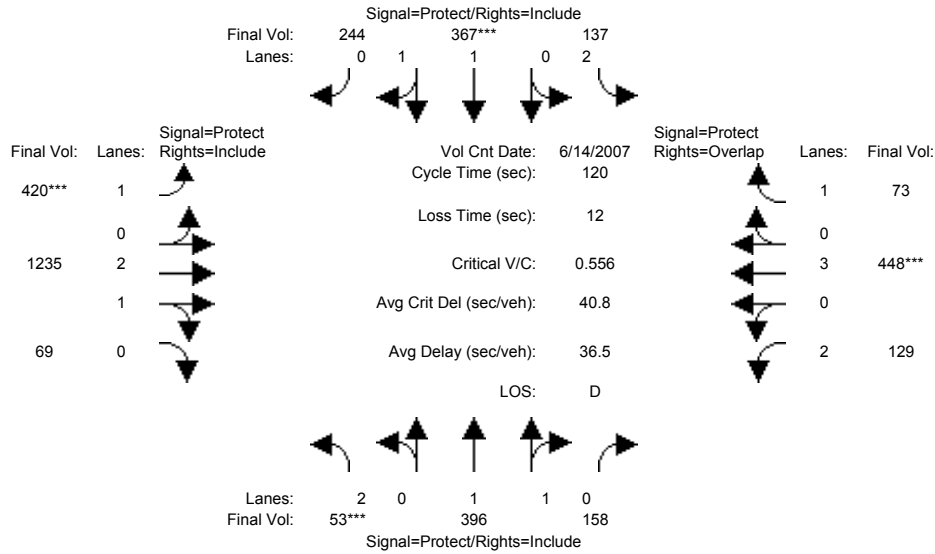 Signal=Protect/Rights=Include
Final Vol: 244 367*** 137
Lanes: 0 1 1 0 2
Signal=Protect
Final Vol: Lanes: Rights=Include
Vol Cnt Date: 6/14/2007
Signal=Protect
Rights=Overlap Lanes: Final Vol:
Cycle Time (sec): 120
420*** 1
1 73
Loss Time (sec): 12
0
0
1235 2
Critical V/C: 0.556
3 448***
1
Avg Crit Del (sec/veh): 40.8
0
69 0
Avg Delay (sec/veh): 36.5
2 129
LOS: D
Lanes: 2 0 1 1 0
Final Vol: 53*** 396 158
Signal=Protect/Rights=Include